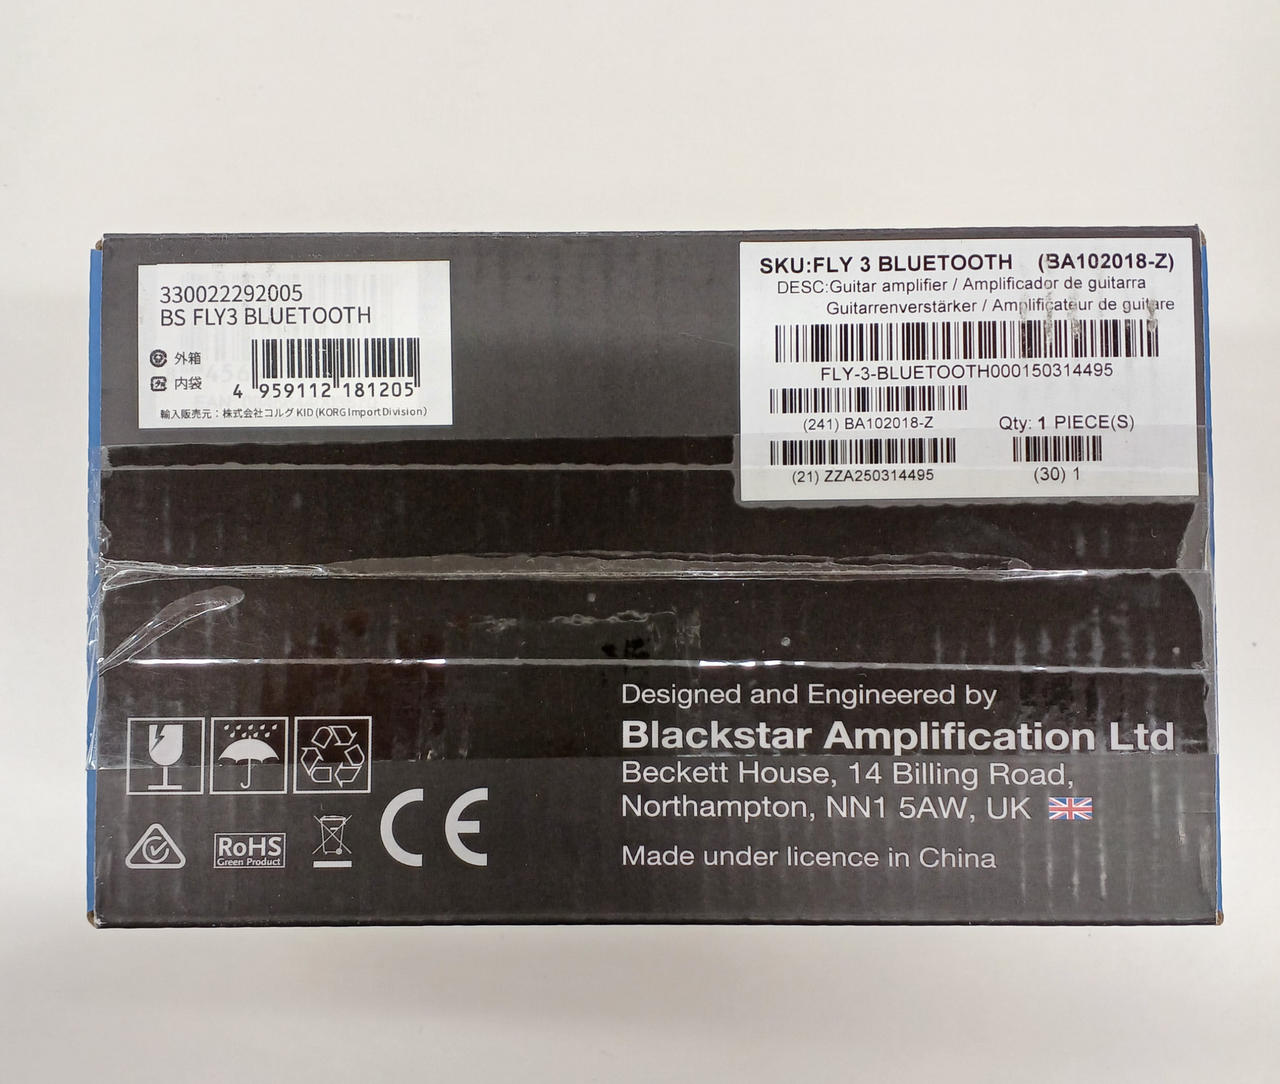 330022292005
BS FLY3 BLUETOOTH
外箱
内袋
4 959112 181205
輸入販売元:株式会社コルグ KID (KORG Import Division)
SKU:FLY 3 BLUETOOTH (BA102018-Z)
DESC:Guitar amplifier / Amplificador de guitarra
Guitarrenverstärker / Amplificateur de guitare
FLY-3-BLUETOOTH000150314495
(241) BA102018-Z
Qty: 1 PIECE(S)
(21) ZZA250314495
(30) 1
Designed and Engineered by
Blackstar Amplification Ltd
Beckett House, 14 Billing Road,
Northampton, NN1 5AW, UK
Made under licence in China
RoHS
Green Product
CE